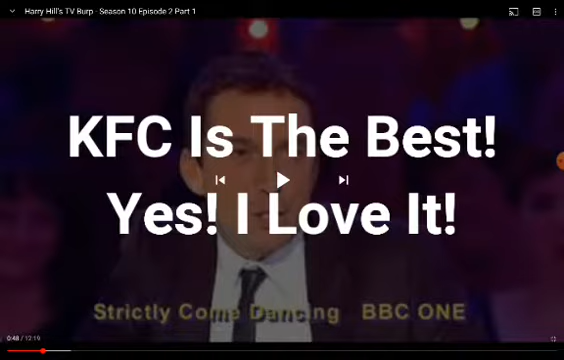 Harry Hill's TV Burp - Season 10 Episode 2 Part 1
KFC Is The Best!
Yes! I Love It!
Strictly Come Dancing BBC ONE
0:48 / 12:19